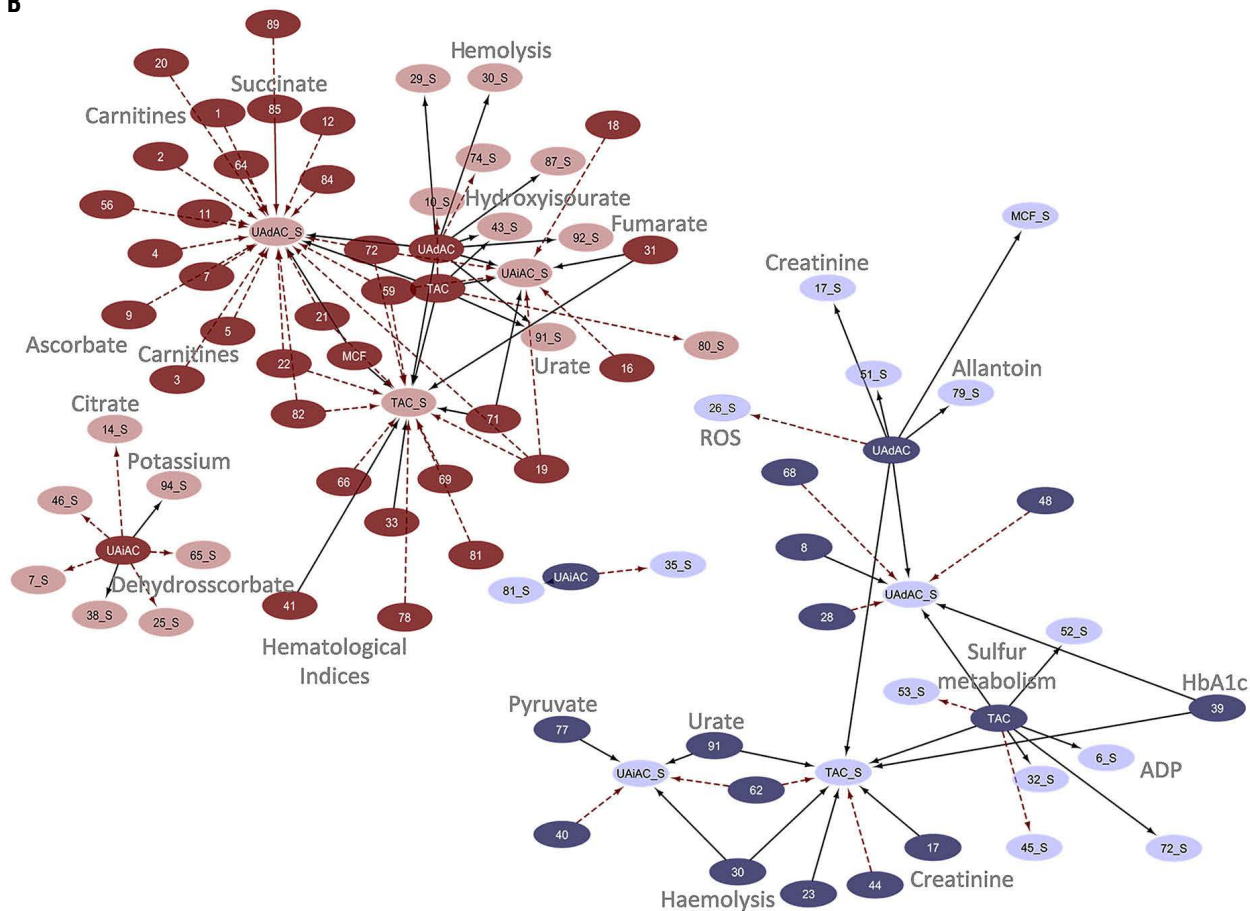 B
89
20
Hemolysis
29_S
30_S
Succinate
Carnitines
1
85
12
18
2
64
74_S
87_S
84
56
11
10_S
Hydroxyisourate
43_S
Fumarate
MCF_S
UAdAC_S
72
UAdAC
92_S
31
4
7
UAiAC_S
Creatinine
59
TAC
17_S
9
21
5
91_S
80_S
Ascorbate
Carnitines
MCF
Urate
22
16
3
51_S
Allantoin
79_S
Citrate
82
TAC_S
71
26_S
14_S
ROS
UAdAC
Potassium
19
68
94_S
66
69
46_S
48
33
8
UAiAC
65_S
81
35_S
7_S
Dehydrosscorbate
UAiAC
81_S
UAdAC_S
38_S
25_S
41
78
28
52_S
Hematological
Indices
Sulfur
metabolism
53_S
HbA1c
39
Pyruvate
77
Urate
91
TAC
6_S
ADP
UAiAC_S
TAC_S
32_S
62
40
45_S
72_S
17
30
44
Creatinine
Haemolysis
23